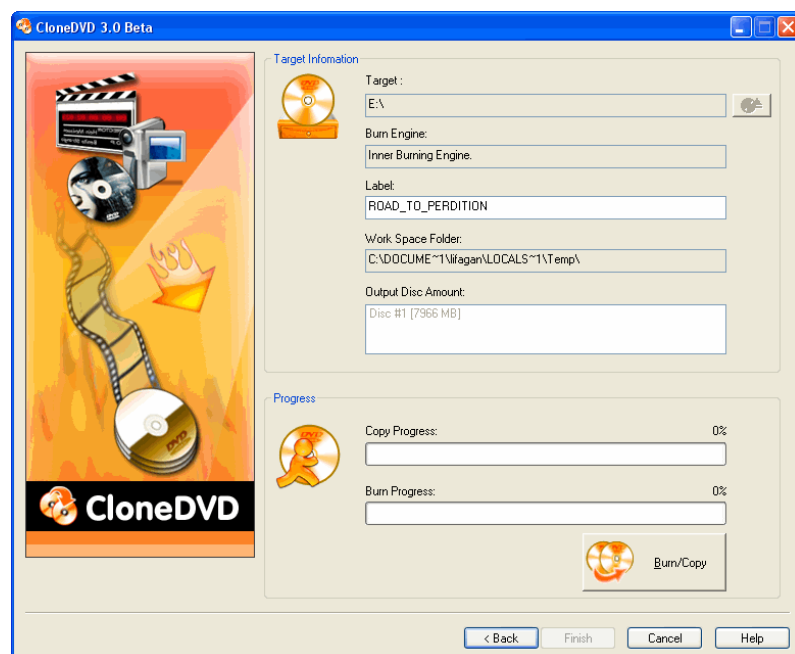 CloneDVD 3.0 Beta
Target Infomation
Target :
E:\
Burn Engine:
Inner Burning Engine.
Label:
ROAD_TO_PERDITION
Work Space Folder:
C:\DOCUME~1\lifagan\LOCALS~1\Temp\
Output Disc Amount:
Disc #1 [7966 MB]
Progress
Copy Progress: 0%
Burn Progress: 0%
Burn/Copy
CloneDVD
< Back Finish Cancel Help